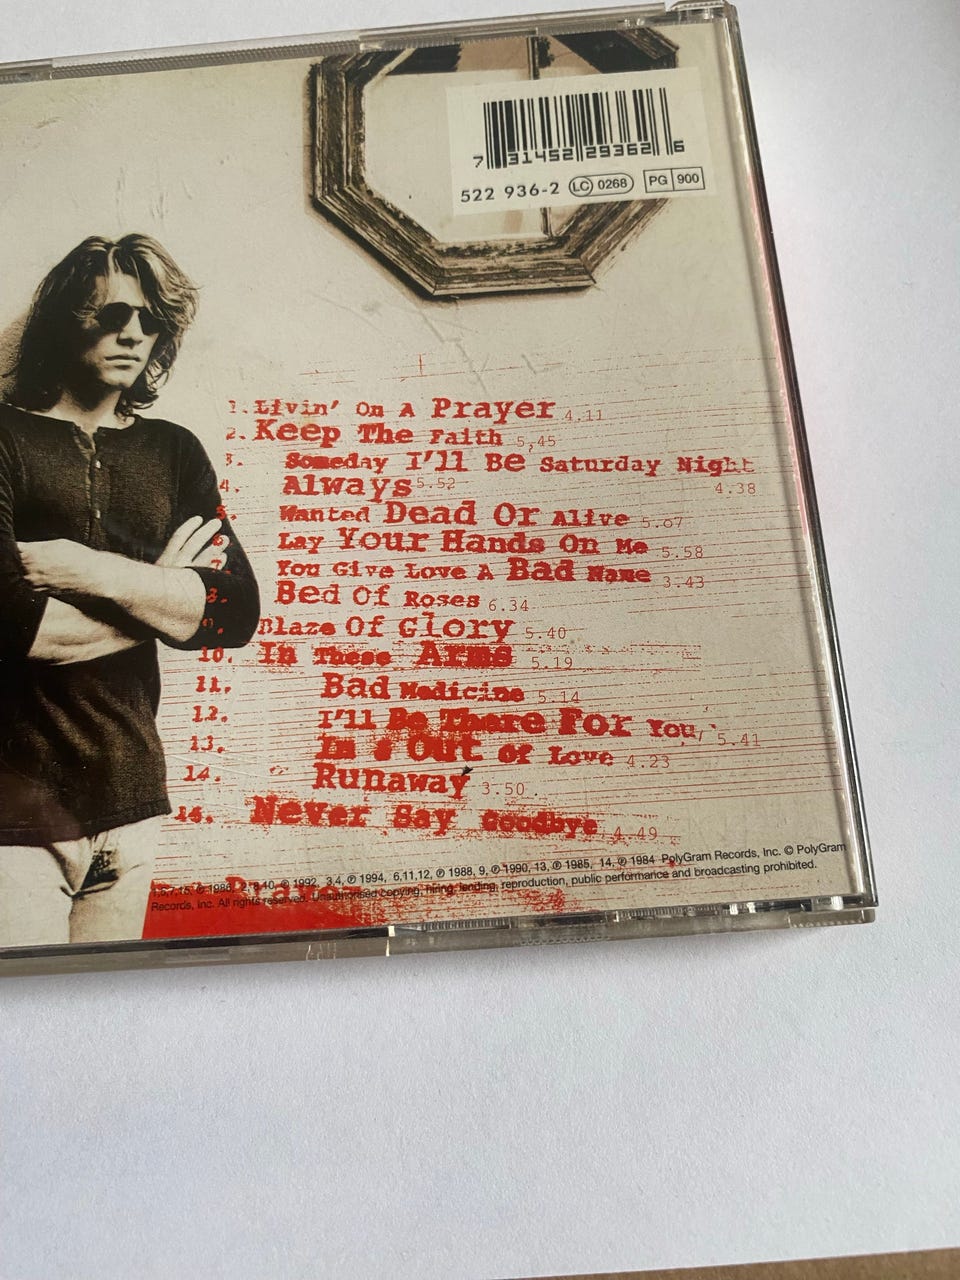 7 31452 29362 6
522 936-2 LC 0268 PG 900
1. Livin' On A Prayer 4.11
2. Keep The Faith 5,45
3. Someday I'll Be Saturday Night 4.38
4. Always 5.52
5. Wanted Dead Or Alive 5.07
6 Lay Your Hands On Me 5.58
7. You Give Love A Bad Name 3.43
8. Bed Of Roses 6.34
9. Blaze Of Glory 5.40
10. In These Arms 5.19
11. Bad Medicine 5.14
12. I'll Be There For You, 5.41
13. In & Out Of Love 4.23
14. Runaway 3.50
15. Never Say Goodbye 4.49
℗ 1986, 2, 8,10, ℗ 1992, 3,4, ℗ 1994, 6,11,12, ℗ 1988, 9, ℗ 1990, 13, ℗ 1985, 14, ℗ 1984 PolyGram Records, Inc. © PolyGram
Records, Inc. All rights reserved. Unauthorised copying, hiring, lending, reproduction, public performance and broadcasting prohibited.